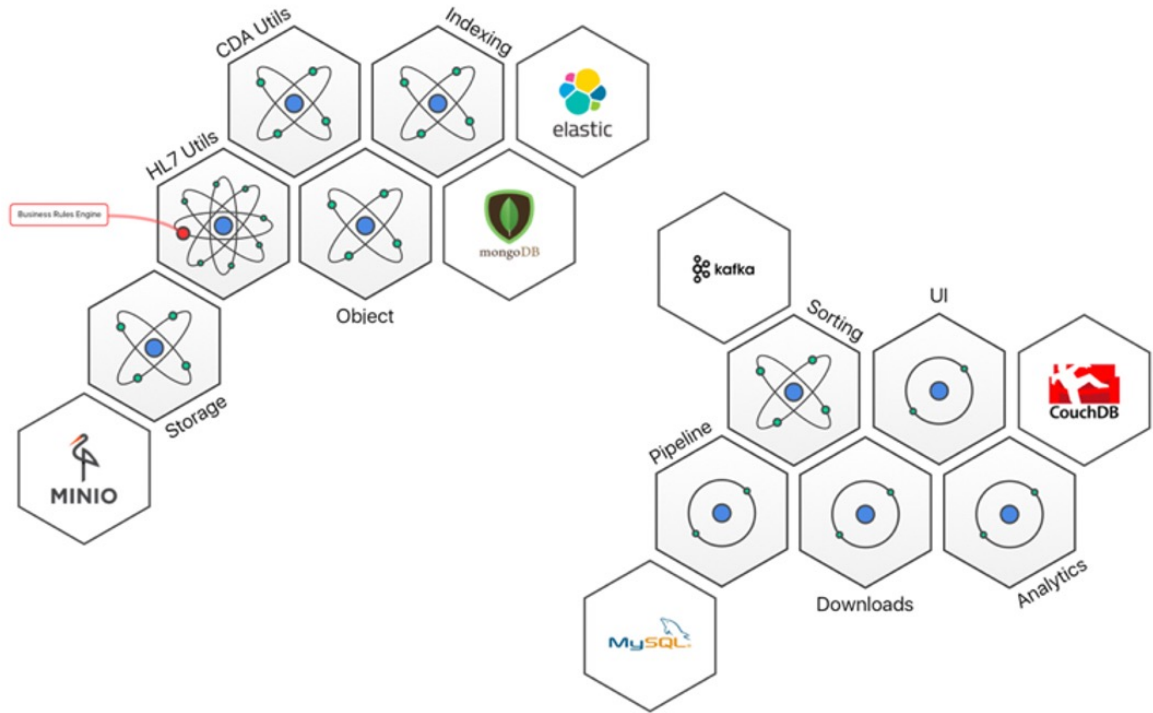 CDA Utils
Indexing
elastic
HL7 Utils
Business Rules Engine
mongoDB
Object
Storage
MINIO
kafka
Sorting
UI
CouchDB
Pipeline
Downloads
Analytics
MySQL